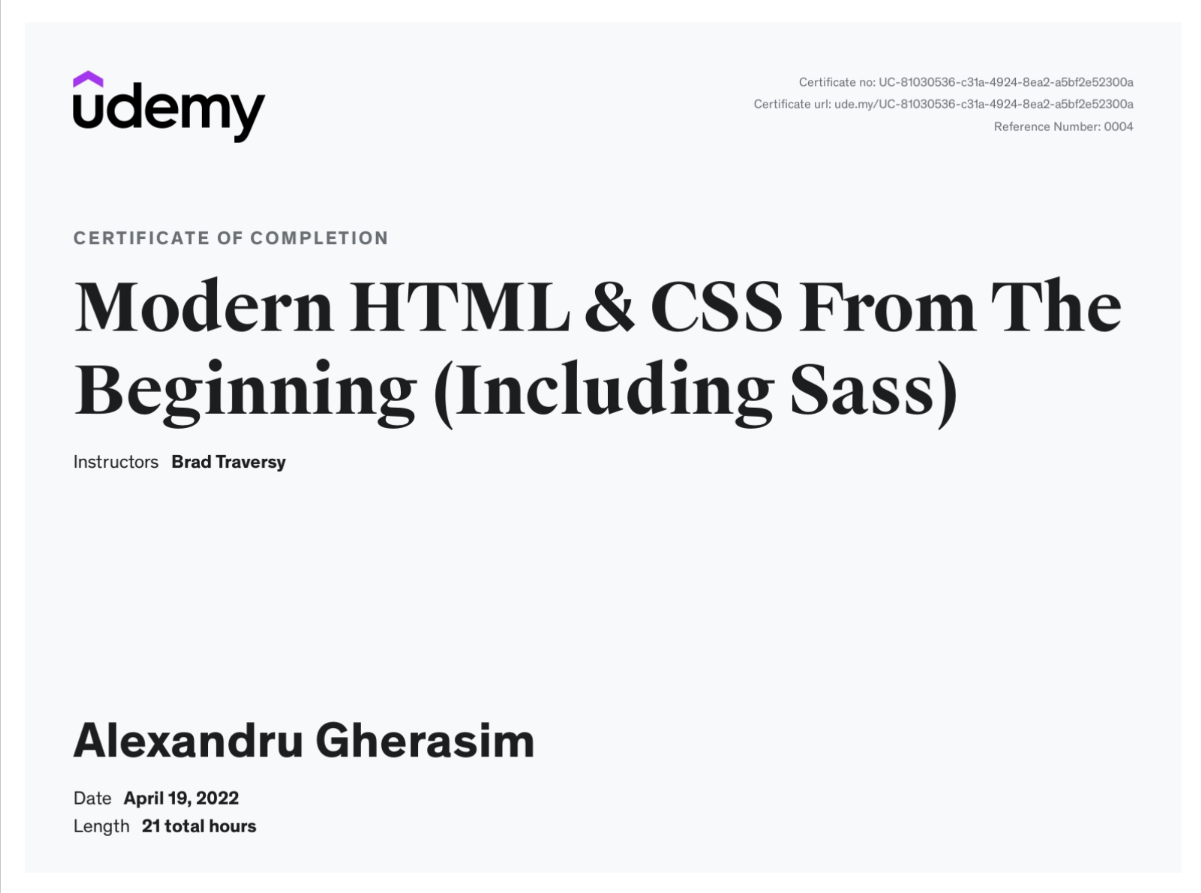 udemy
Certificate no: UC-81030536-c31a-4924-8ea2-a5bf2e52300a
Certificate url: ude.my/UC-81030536-c31a-4924-8ea2-a5bf2e52300a
Reference Number: 0004
CERTIFICATE OF COMPLETION
Modern HTML & CSS From The
Beginning (Including Sass)
Instructors Brad Traversy
Alexandru Gherasim
Date April 19, 2022
Length 21 total hours